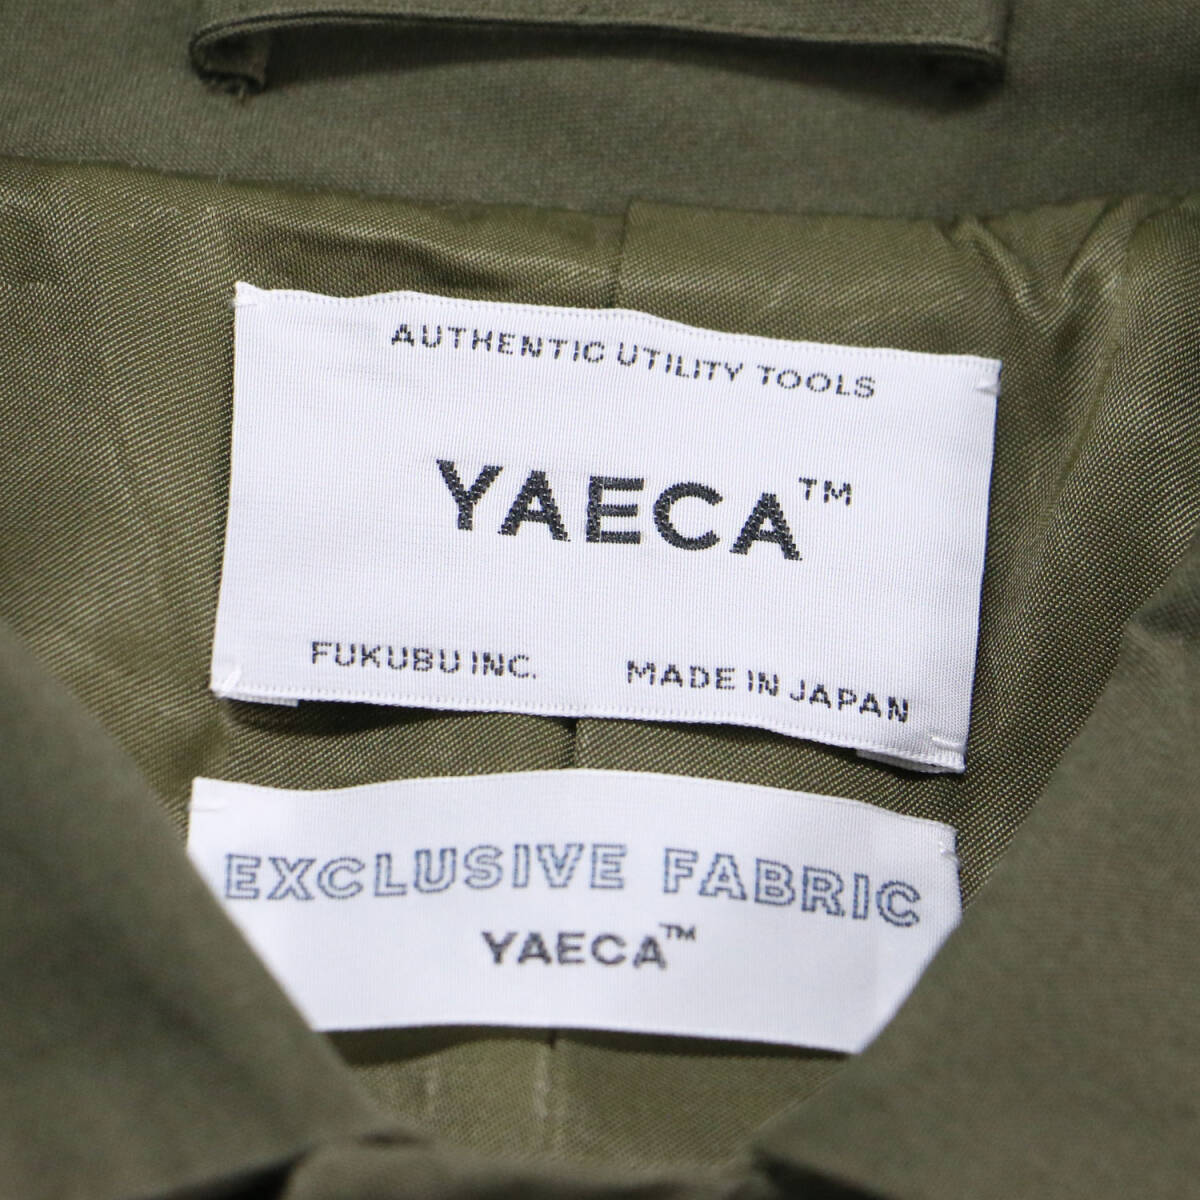 AUTHENTIC UTILITY TOOLS
YAECA™
FUKUBU INC. MADE IN JAPAN
EXCLUSIVE FABRIC
YAECA™